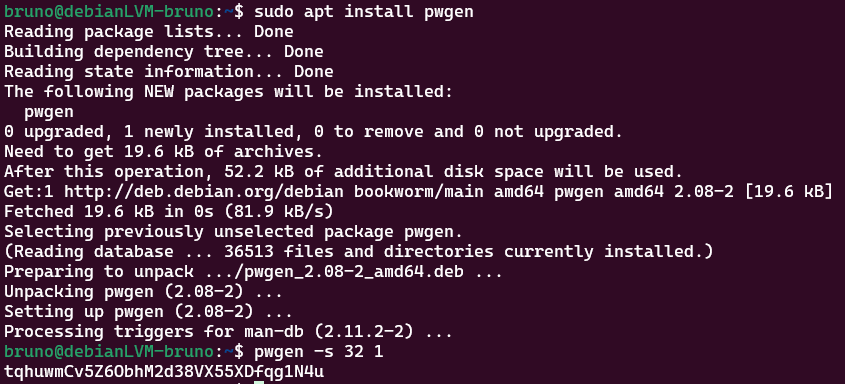 bruno@debianLVM-bruno:~$ sudo apt install pwgen
Reading package lists... Done
Building dependency tree... Done
Reading state information... Done
The following NEW packages will be installed:
  pwgen
0 upgraded, 1 newly installed, 0 to remove and 0 not upgraded.
Need to get 19.6 kB of archives.
After this operation, 52.2 kB of additional disk space will be used.
Get:1 http://deb.debian.org/debian bookworm/main amd64 pwgen amd64 2.08-2 [19.6 kB]
Fetched 19.6 kB in 0s (81.9 kB/s)
Selecting previously unselected package pwgen.
(Reading database ... 36513 files and directories currently installed.)
Preparing to unpack .../pwgen_2.08-2_amd64.deb ...
Unpacking pwgen (2.08-2) ...
Setting up pwgen (2.08-2) ...
Processing triggers for man-db (2.11.2-2) ...
bruno@debianLVM-bruno:~$ pwgen -s 32 1
tqhuwmCv5Z6ObhM2d38VX55XDfqg1N4u